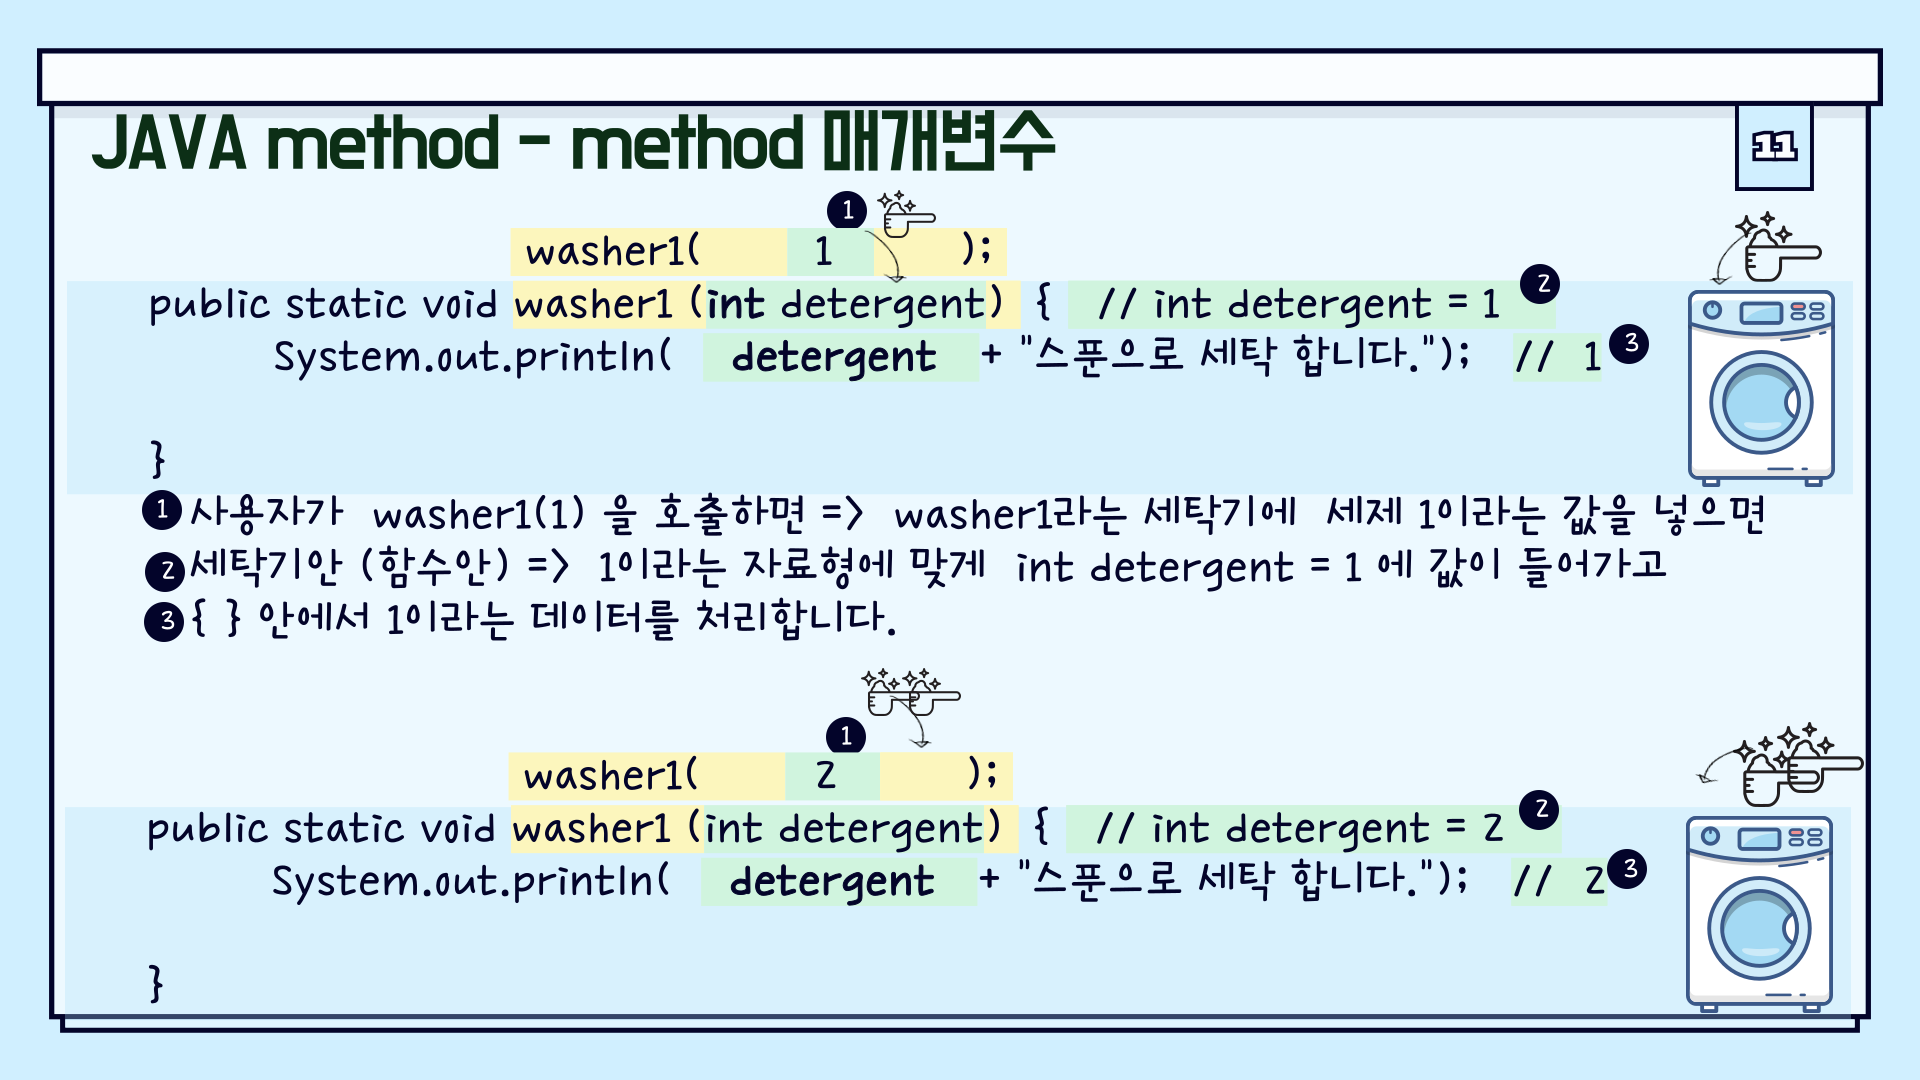 JAVA method - method 매개변수
11
1
washer1( 1 );
public static void washer1 (int detergent) { // int detergent = 1 2
System.out.println( detergent + "스푼으로 세탁 합니다."); // 1 3
}
1 사용자가 washer1(1) 을 호출하면 => washer1라는 세탁기에 세제 1이라는 값을 넣으면
2 세탁기안 (함수안) => 1이라는 자료형에 맞게 int detergent = 1 에 값이 들어가고
3 { } 안에서 1이라는 데이터를 처리합니다.
1
washer1( 2 );
public static void washer1 (int detergent) { // int detergent = 2 2
System.out.println( detergent + "스푼으로 세탁 합니다."); // 2 3
}